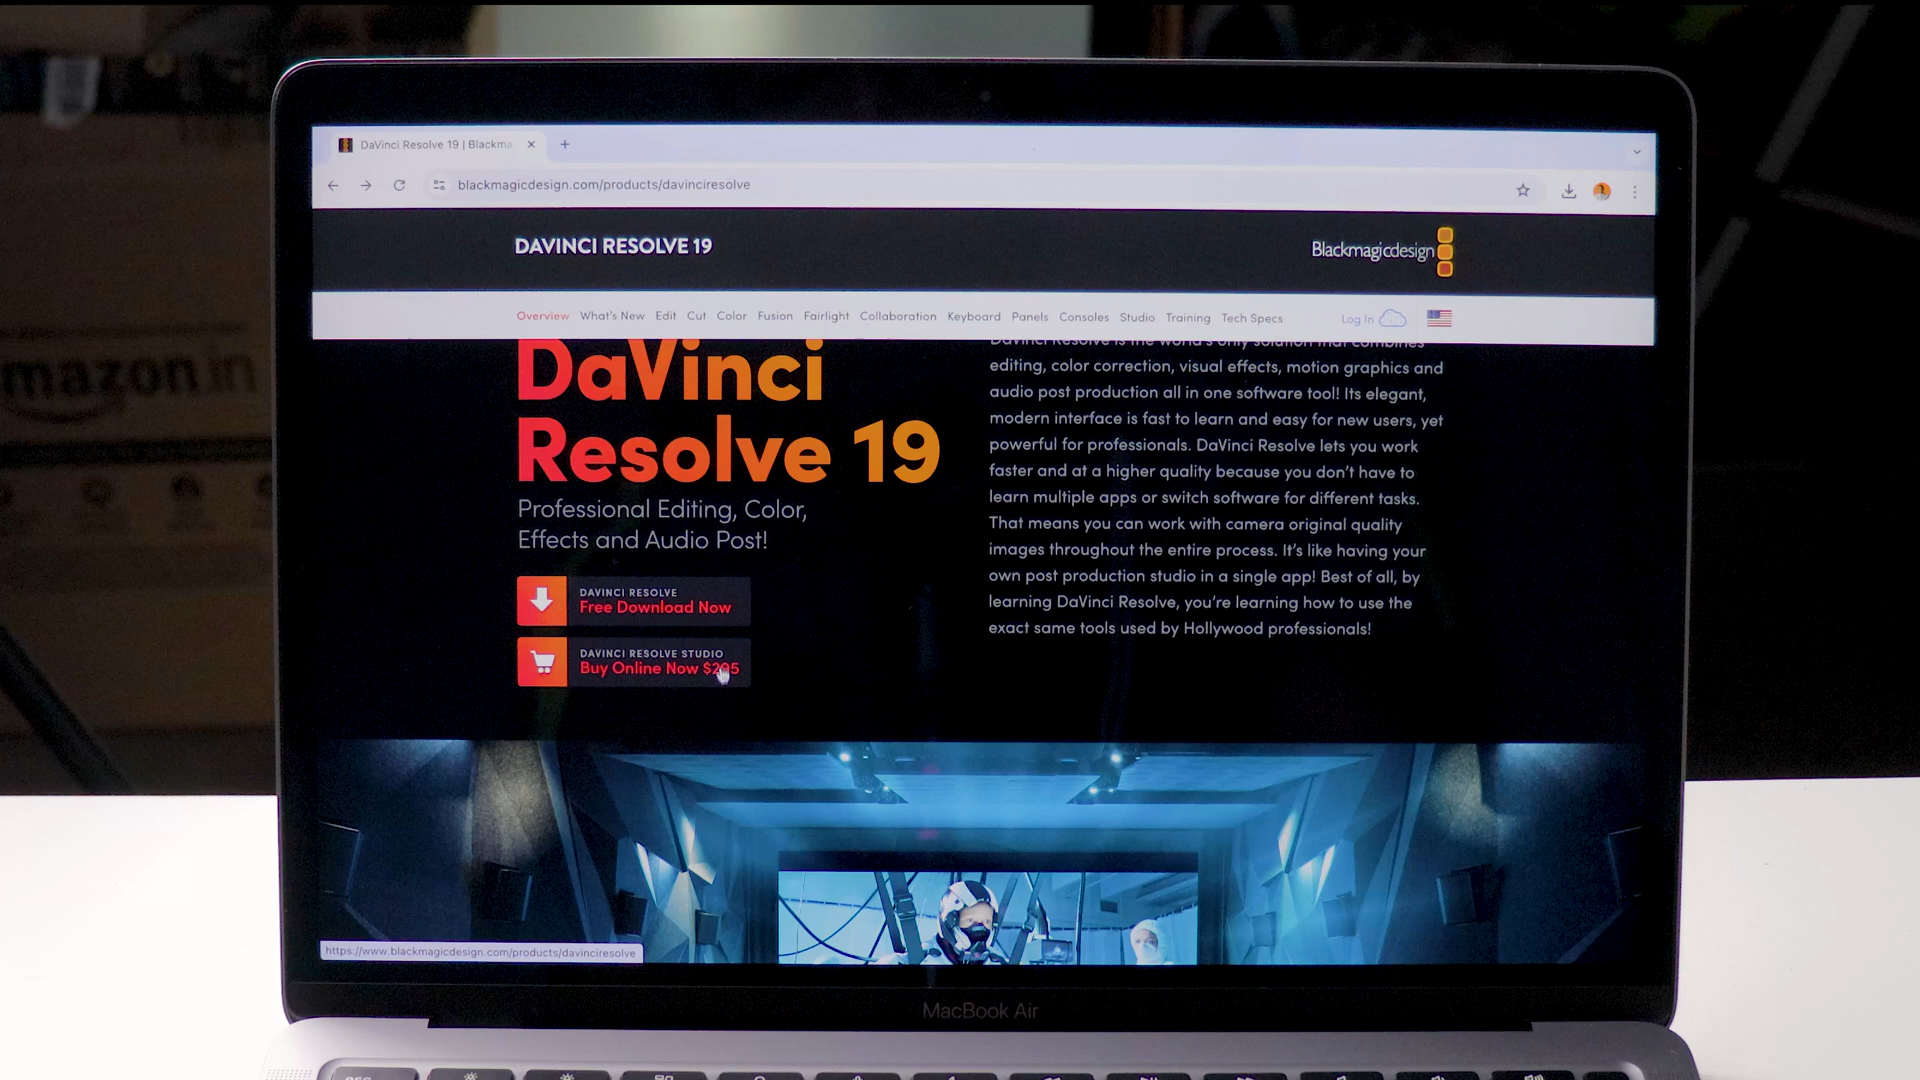 DaVinci Resolve 19 | Blackma
blackmagicdesign.com/products/davinciresolve
DAVINCI RESOLVE 19
Blackmagicdesign
Overview What's New Edit Cut Color Fusion Fairlight Collaboration Keyboard Panels Consoles Studio Training Tech Specs Log In
DaVinci
Resolve 19
Professional Editing, Color,
Effects and Audio Post!
DAVINCI RESOLVE
Free Download Now
DAVINCI RESOLVE STUDIO
Buy Online Now $295
DaVinci Resolve is the world's only solution that combines
editing, color correction, visual effects, motion graphics and
audio post production all in one software tool! Its elegant,
modern interface is fast to learn and easy for new users, yet
powerful for professionals. DaVinci Resolve lets you work
faster and at a higher quality because you don't have to
learn multiple apps or switch software for different tasks.
That means you can work with camera original quality
images throughout the entire process. It's like having your
own post production studio in a single app! Best of all, by
learning DaVinci Resolve, you're learning how to use the
exact same tools used by Hollywood professionals!
https://www.blackmagicdesign.com/products/davinciresolve
MacBook Air
mazon.in